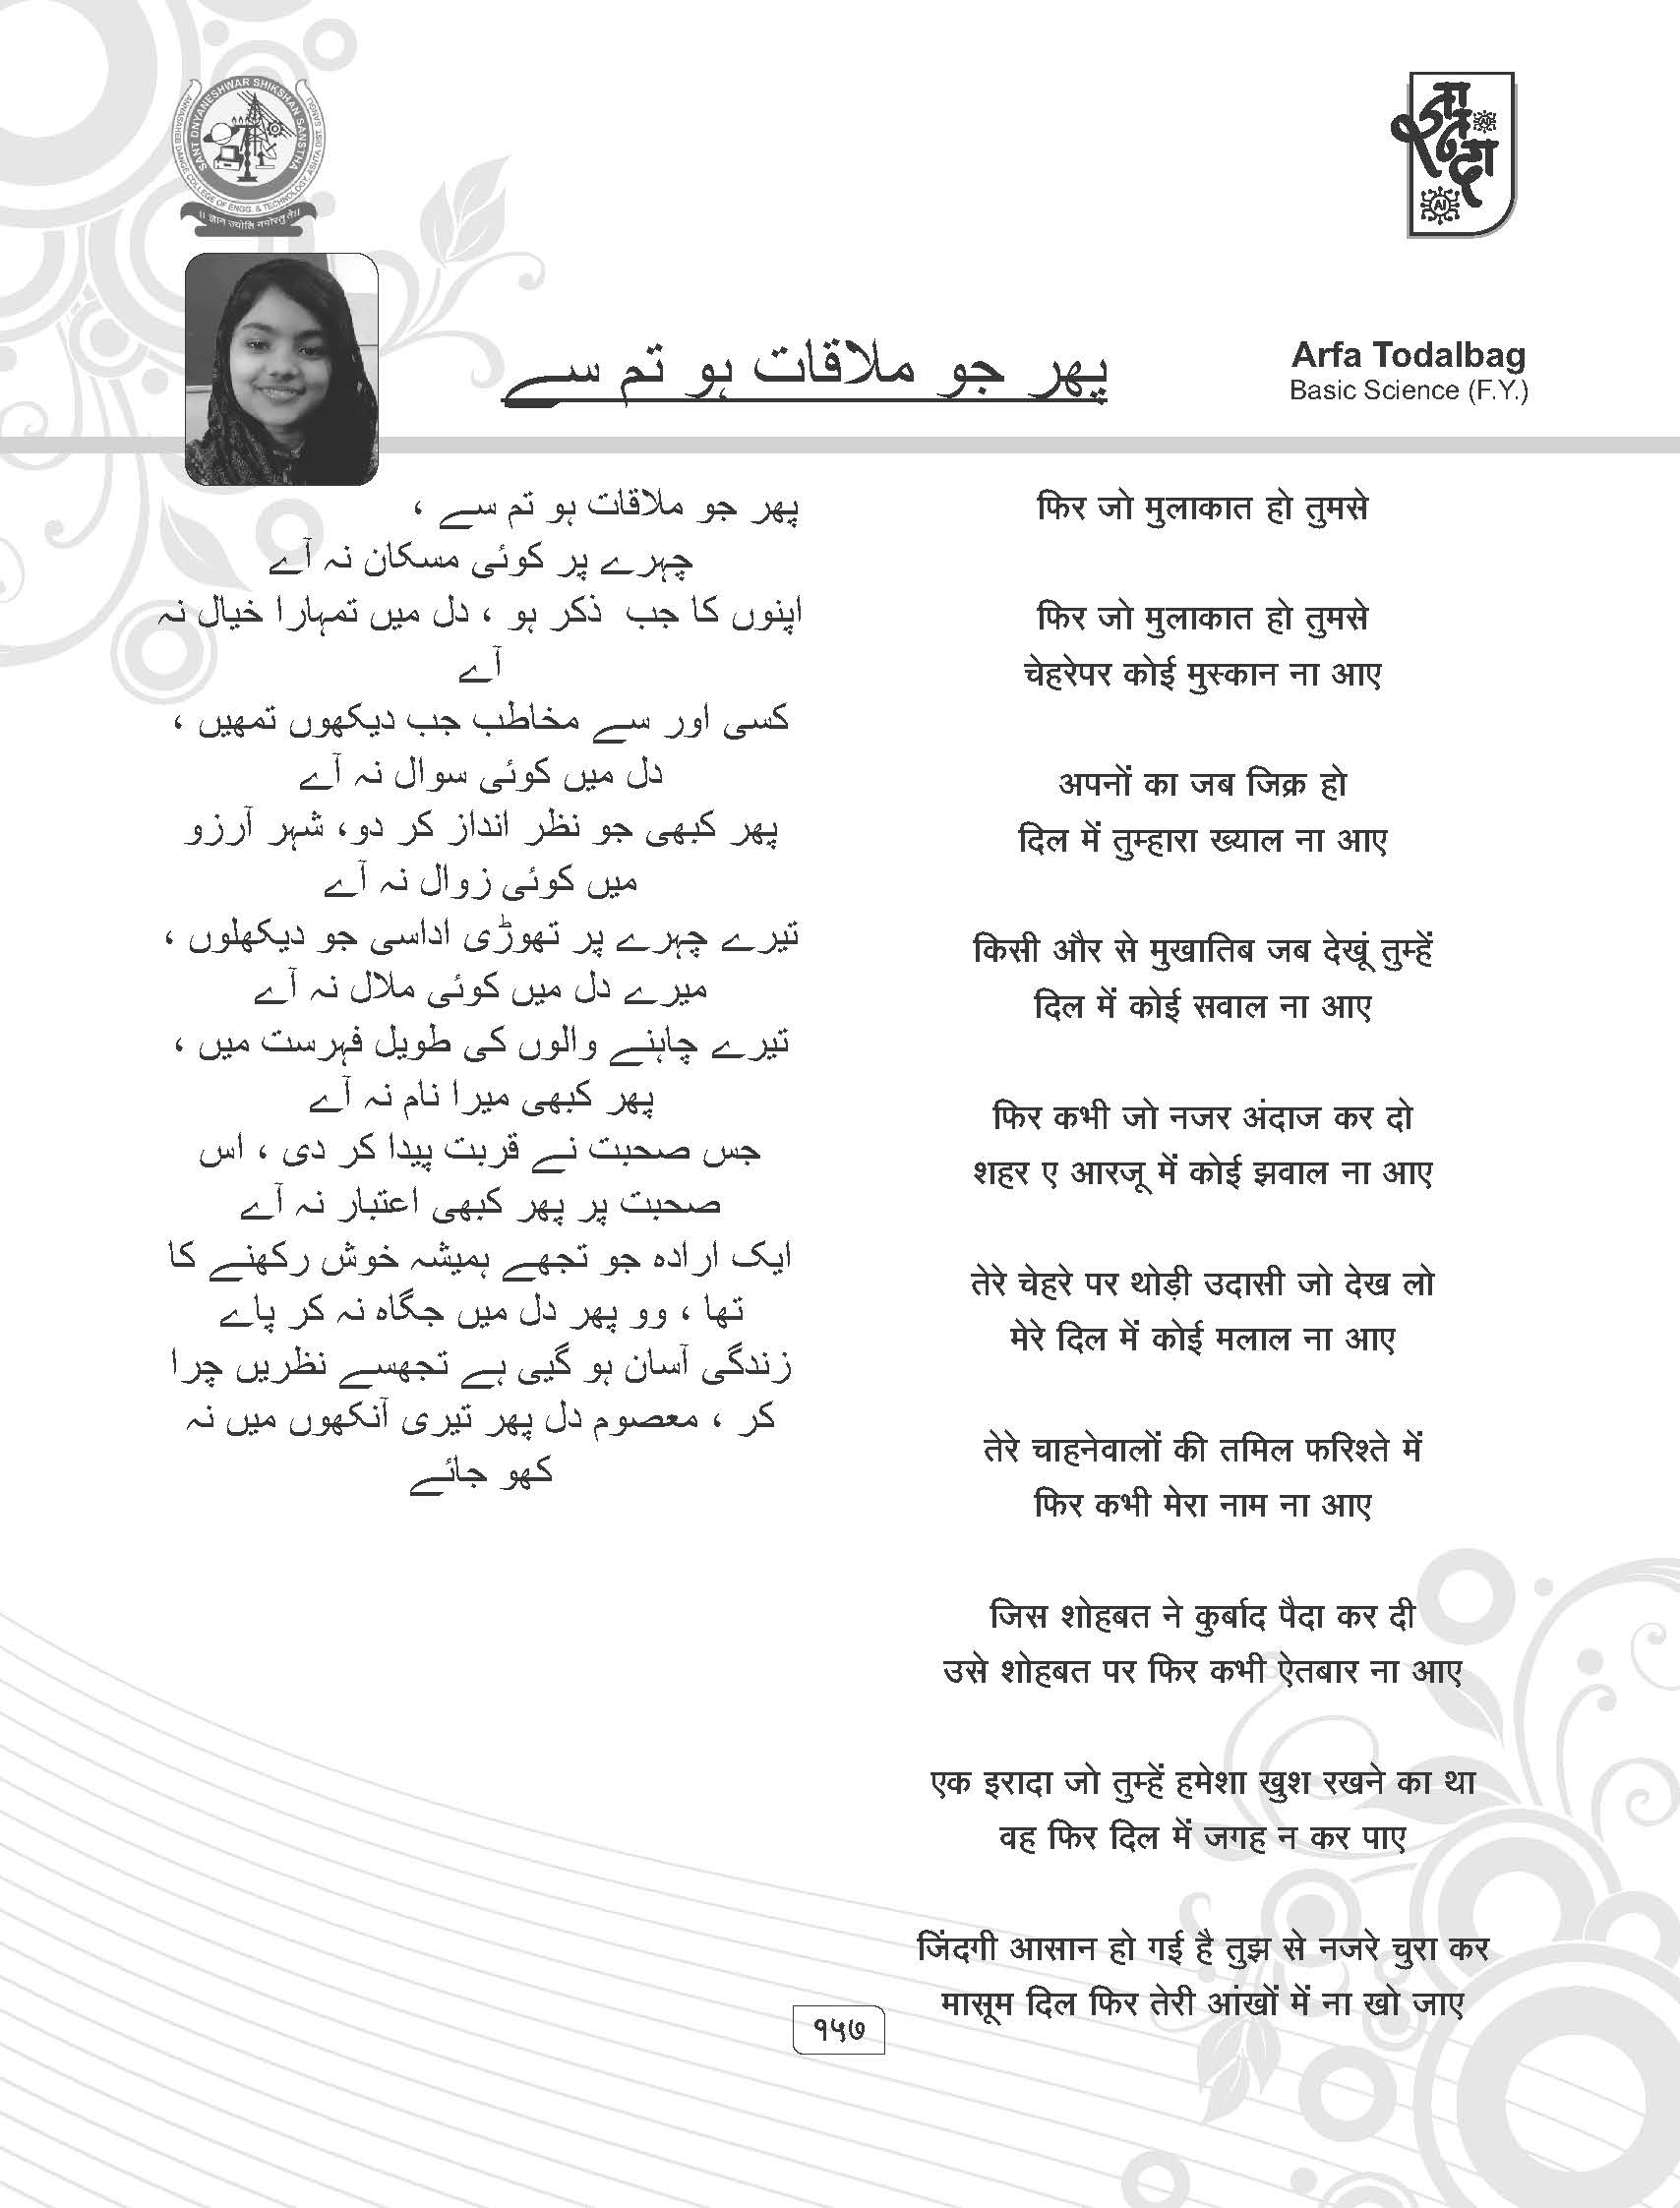 SANT DNYANESHWAR SHIKSHAN SANSTHA
ANNASAHEB DANGE COLLEGE OF ENGG. & TECHNOLOGY, ASHTA DIST. SANGLI
AI
AI
پھر جو ملاقات ہو تم سے
Arfa Todalbag
Basic Science (F.Y.)
پھر جو ملاقات ہو تم سے ،
چہرے پر کوئی مسکان نہ آے
اپنوں کا جب ذکر ہو ، دل میں تمہارا خیال نہ
آے
کسی اور سے مخاطب جب دیکھوں تمھیں ،
دل میں کوئی سوال نہ آے
پھر کبھی جو نظر انداز کر دو، شہر آرزو
میں کوئی زوال نہ آے
تیرے چہرے پر تھوڑی اداسی جو دیکھلوں ،
میرے دل میں کوئی ملال نہ آے
تیرے چاہنے والوں کی طویل فہرست میں ،
پھر کبھی میرا نام نہ آے
جس صحبت نے قربت پیدا کر دی ، اس
صحبت پر پھر کبھی اعتبار نہ آے
ایک ارادہ جو تجھے ہمیشہ خوش رکھنے کا
تھا ، وو پھر دل میں جگاہ نہ کر پاے
زندگی آسان ہو گیی ہے تجھسے نظریں چرا
کر ، معصوم دل پھر تیری آنکھوں میں نہ
کھو جائے
फिर जो मुलाकात हो तुमसे
फिर जो मुलाकात हो तुमसे
चेहरेपर कोई मुस्कान ना आए
अपनों का जब जिक्र हो
दिल में तुम्हारा ख्याल ना आए
किसी और से मुखातिब जब देखूं तुम्हें
दिल में कोई सवाल ना आए
फिर कभी जो नजर अंदाज कर दो
शहर ए आरजू में कोई झवाल ना आए
तेरे चेहरे पर थोड़ी उदासी जो देख लो
मेरे दिल में कोई मलाल ना आए
तेरे चाहनेवालों की तमिल फरिश्ते में
फिर कभी मेरा नाम ना आए
जिस शोहबत ने कुर्बाद पैदा कर दी
उसे शोहबत पर फिर कभी ऐतबार ना आए
एक इरादा जो तुम्हें हमेशा खुश रखने का था
वह फिर दिल में जगह न कर पाए
जिंदगी आसान हो गई है तुझ से नजरे चुरा कर
मासूम दिल फिर तेरी आंखों में ना खो जाए
१५७